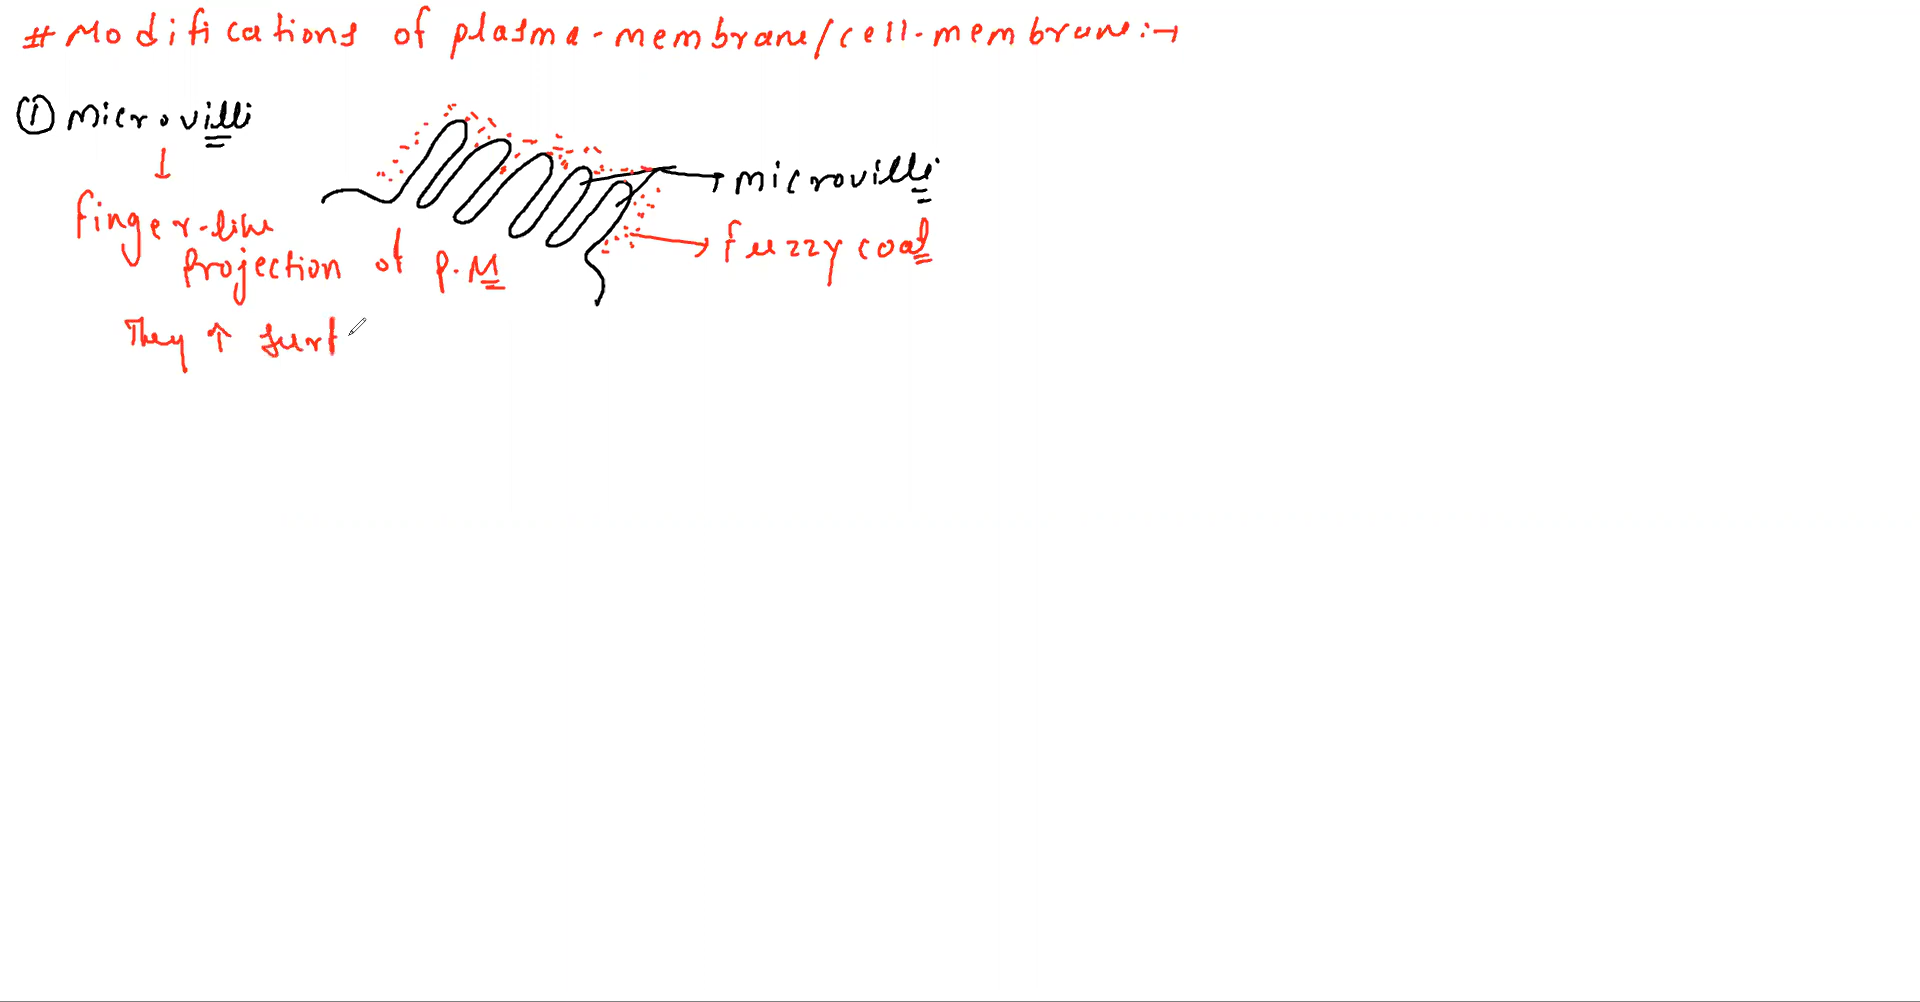 # Modifications of plasma-membrane/cell-membrane:→
① Microvilli
↓
finger-like
Projection of P.M
They ↑ surf
→ Microvilli
→ fuzzy coat